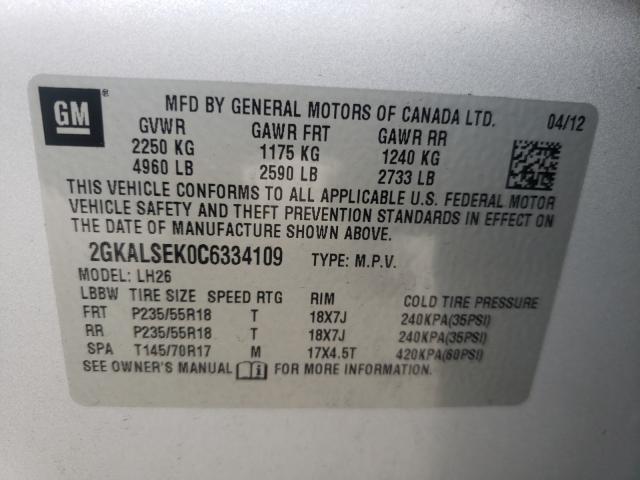 GM ®
MFD BY GENERAL MOTORS OF CANADA LTD. 04/12
GVWR GAWR FRT GAWR RR
2250 KG 1175 KG 1240 KG
4960 LB 2590 LB 2733 LB
THIS VEHICLE CONFORMS TO ALL APPLICABLE U.S. FEDERAL MOTOR
VEHICLE SAFETY AND THEFT PREVENTION STANDARDS IN EFFECT ON
THE DATE OF MANUFACTURE SHOWN ABOVE.
2GKALSEK0C6334109 TYPE: M.P.V.
MODEL: LH26
LBBW TIRE SIZE SPEED RTG RIM COLD TIRE PRESSURE
FRT P235/55R18 T 18X7J 240KPA(35PSI)
RR P235/55R18 T 18X7J 240KPA(35PSI)
SPA T145/70R17 M 17X4.5T 420KPA(60PSI)
SEE OWNER'S MANUAL i FOR MORE INFORMATION.